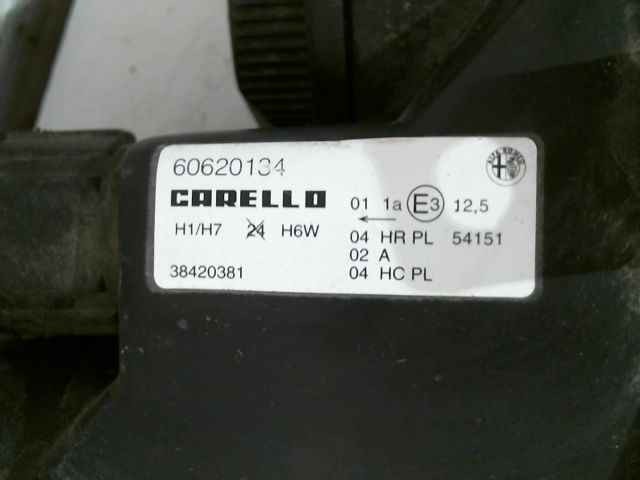 60620134
CARELLO
H1/H7 24 H6W
38420381
01 1a E3 12,5
←
04 HR PL 54151
02 A
04 HC PL